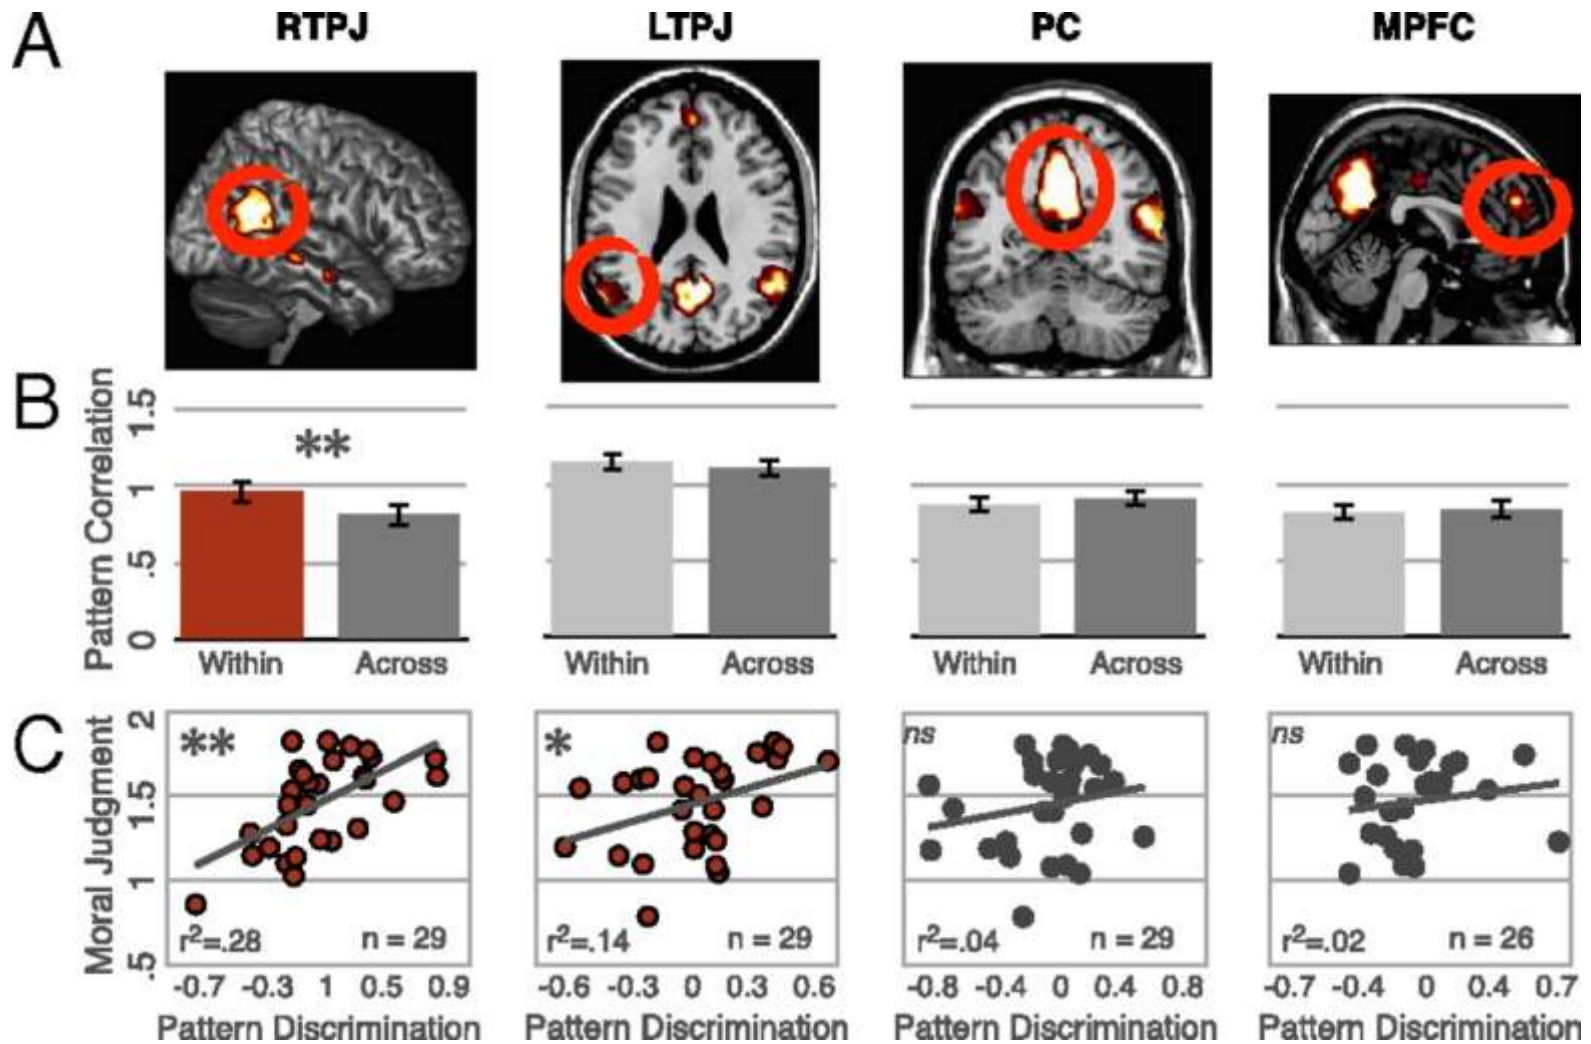 A
RTPJ LTPJ PC MPFC
B
Pattern Correlation
1.5
1
.5
0
**
Within Across Within Across Within Across Within Across
C
Moral Judgment
2
1.5
1
.5
** * ns ns
r²=.28 n = 29 r²=.14 n = 29 r²=.04 n = 29 r²=.02 n = 26
-0.7 -0.3 1 0.5 0.9 -0.6 -0.3 0 0.3 0.6 -0.8 -0.4 0 0.4 0.8 -0.7 -0.4 0 0.4 0.7
Pattern Discrimination Pattern Discrimination Pattern Discrimination Pattern Discrimination